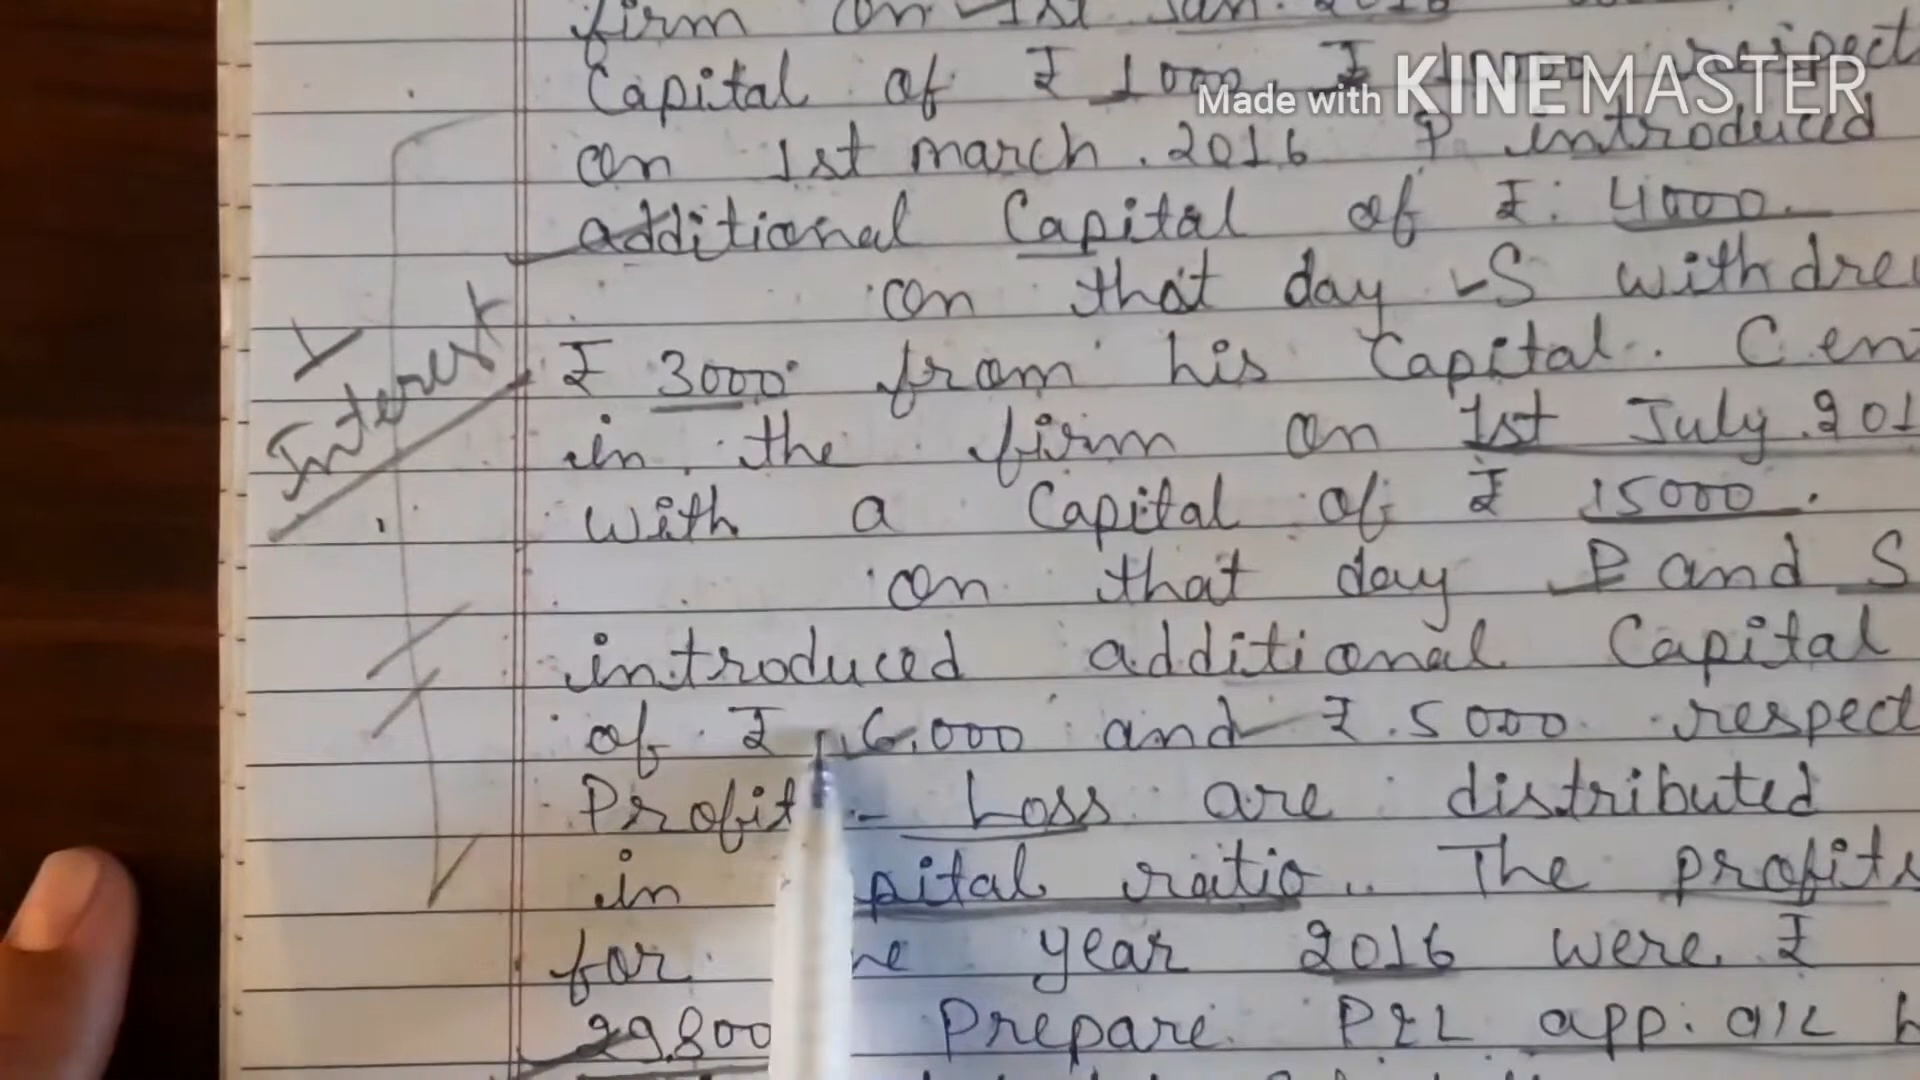 firm on 1st Jan. 2016
Capital of ₹ 1000 ₹
Made with KINEMASTER
on 1st march. 2016 P introduced
additional Capital of ₹. 4000.
on that day S withdrew
₹ 3000 from his Capital. C
Interest
in the firm on 1st July 201
with a Capital of ₹ 15000.
on that day P and S
introduced additional Capital
of ₹ 6,000 and ₹ 5000 respect
Profit - Loss are distributed
in pital ratio. The profits
for year 2016 were ₹
29,800 Prepare P&L app. a/c